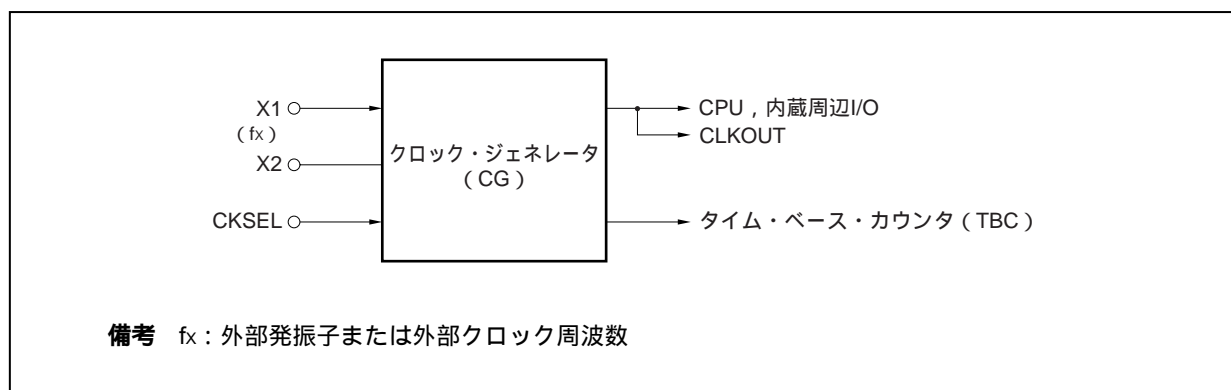 X1
（fx）
X2
CKSEL
クロック・ジェネレータ
（CG）
CPU，内蔵周辺I/O
CLKOUT
タイム・ベース・カウンタ（TBC）
備考 fx：外部発振子または外部クロック周波数